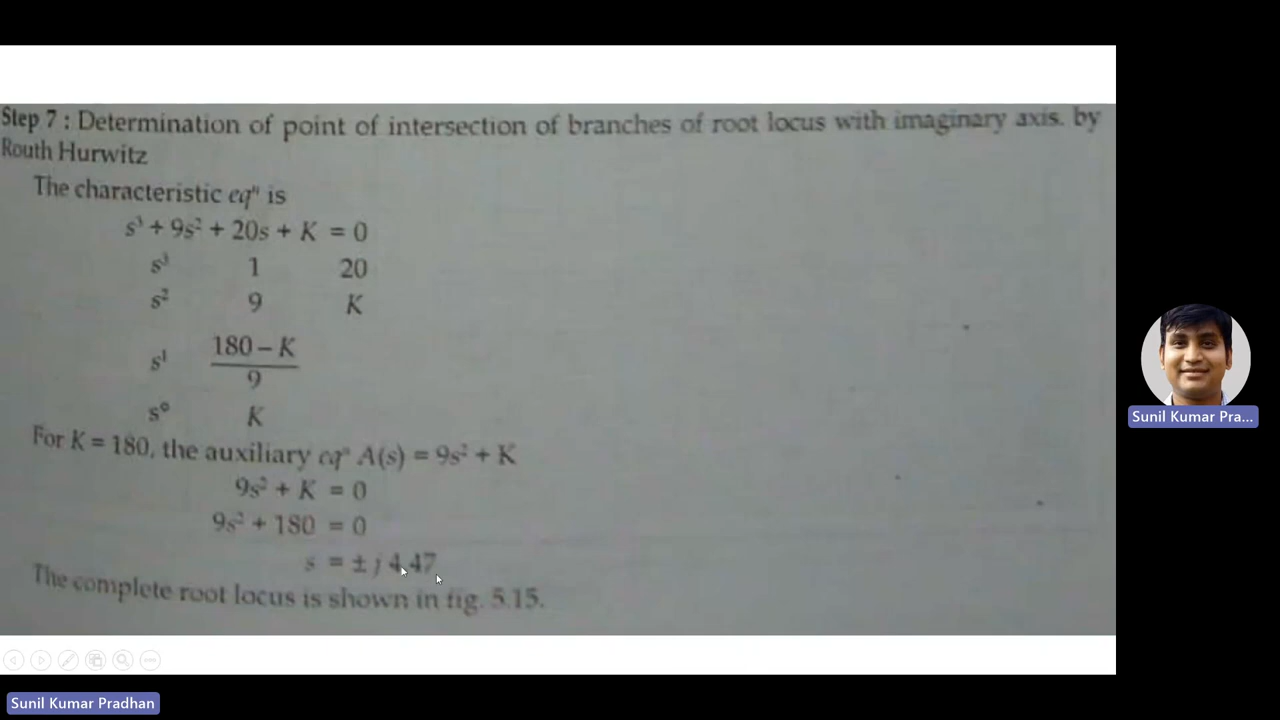 Step 7 : Determination of point of intersection of branches of root locus with imaginary axis. by
Routh Hurwitz
The characteristic eqⁿ is
s³ + 9s² + 20s + K = 0
s³ 1 20
s² 9 K
s¹ 180 – K
9
s° K
For K = 180, the auxiliary eqⁿ A(s) = 9s² + K
9s² + K = 0
9s² + 180 = 0
s = ± j 4.47
The complete root locus is shown in fig. 5.15.
Sunil Kumar Pra...
Sunil Kumar Pradhan